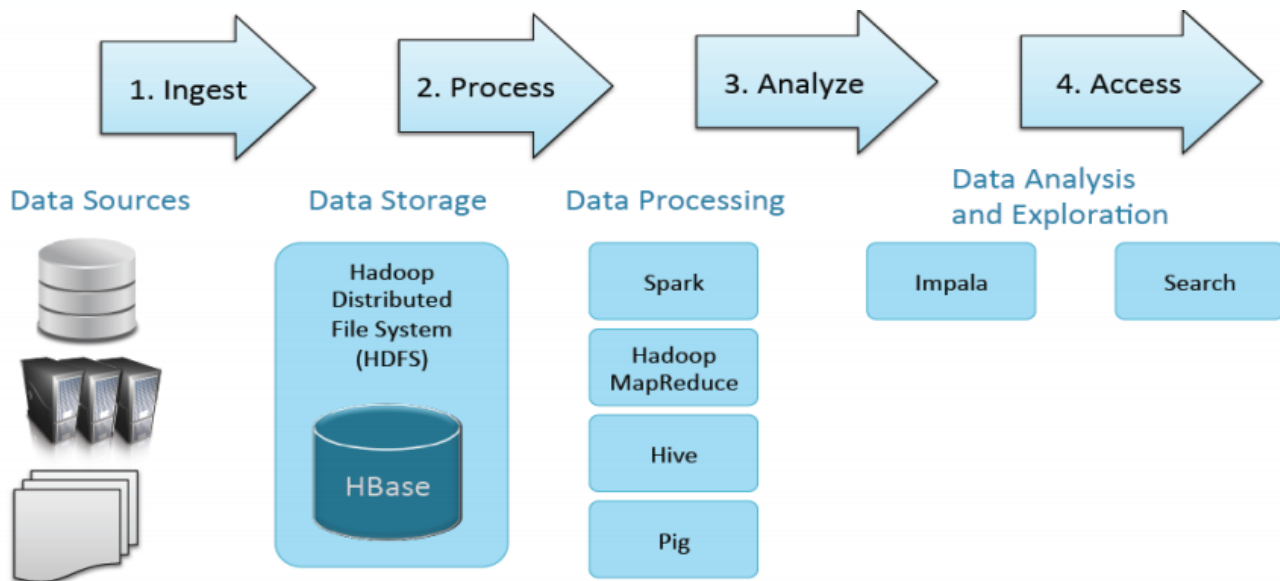 1. Ingest
2. Process
3. Analyze
4. Access
Data Sources
Data Storage
Data Processing
Data Analysis
and Exploration
Hadoop
Distributed
File System
(HDFS)
HBase
Spark
Hadoop
MapReduce
Hive
Pig
Impala
Search